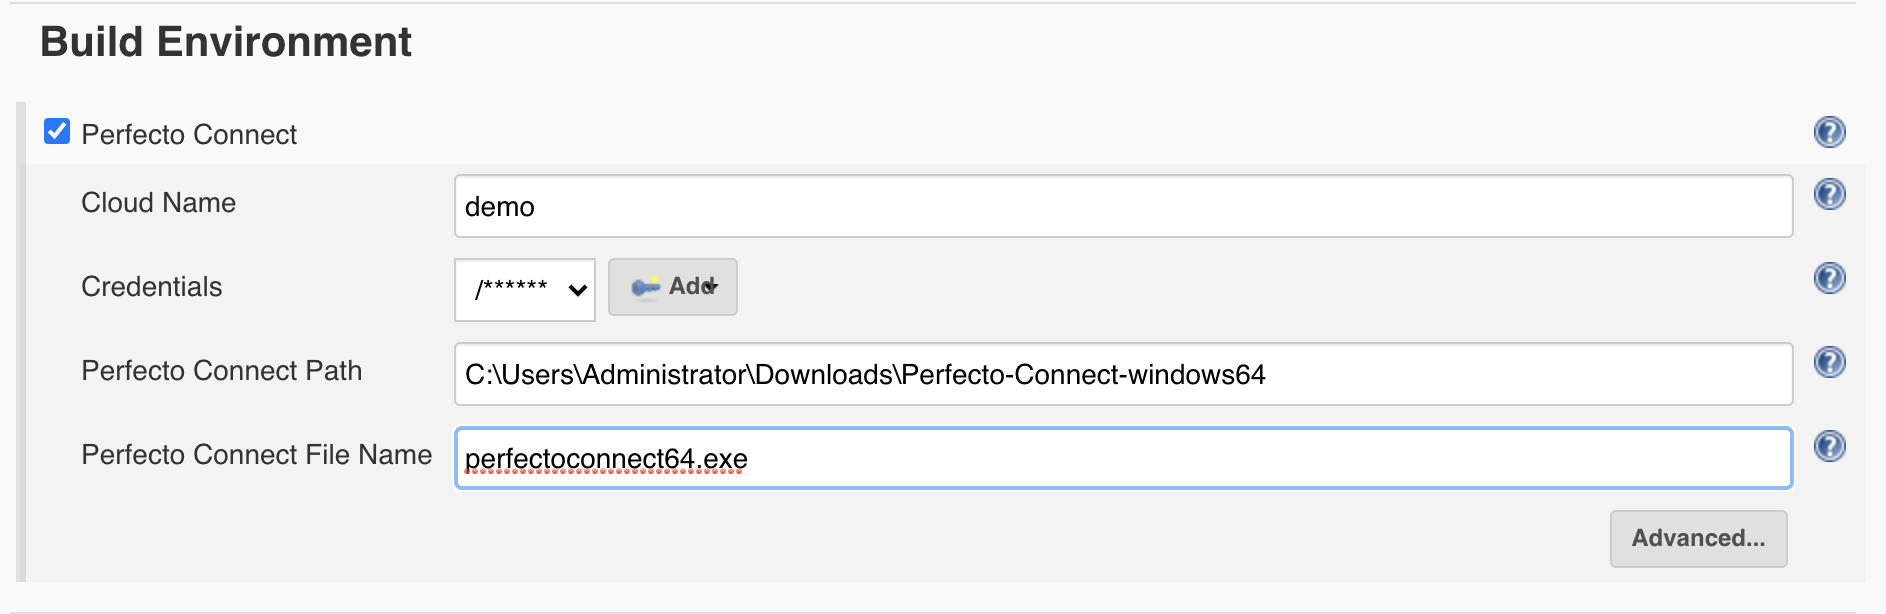 Build Environment
Perfecto Connect
Cloud Name demo
Credentials /****** Add
Perfecto Connect Path C:\Users\Administrator\Downloads\Perfecto-Connect-windows64
Perfecto Connect File Name perfectoconnect64.exe
Advanced...